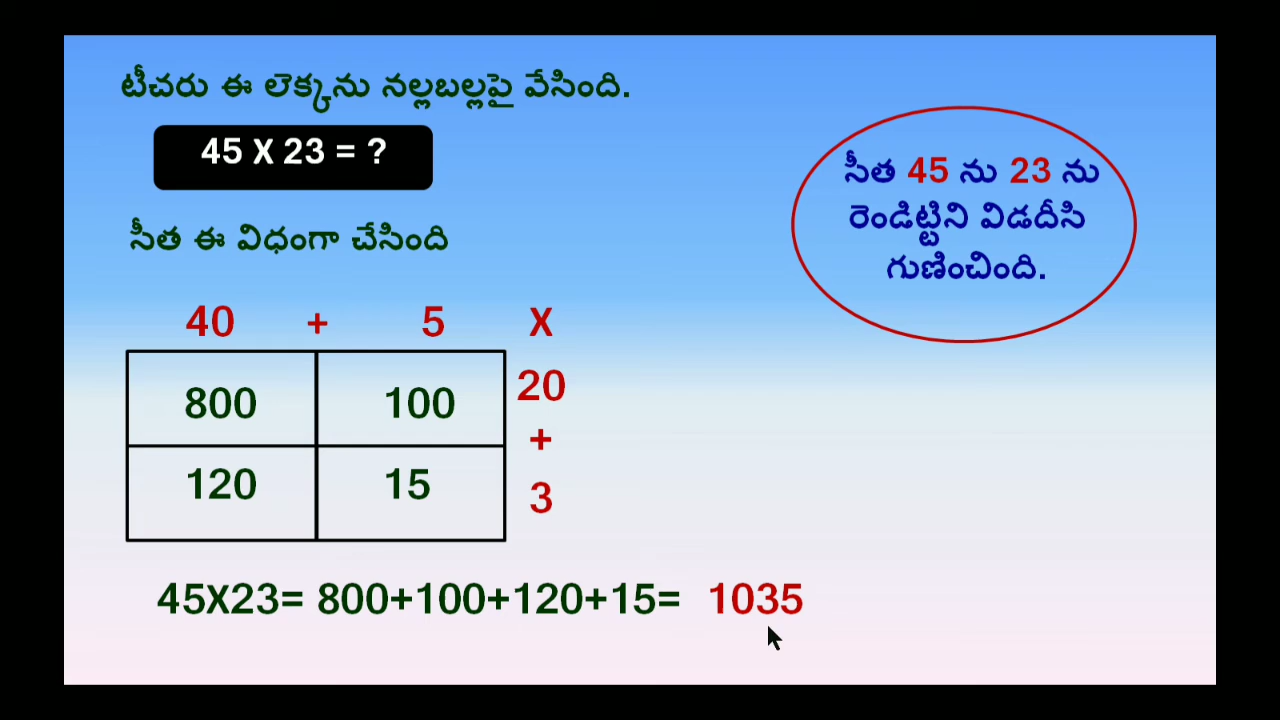 టీచరు ఈ లెక్కను నల్లబల్లపై వేసింది.
45 X 23 = ?
సీత ఈ విధంగా చేసింది
సీత 45 ను 23 ను
రెండిట్టిని విడదీసి
గుణించింది.
40 + 5 X
800 100 20
+
120 15 3
45X23= 800+100+120+15= 1035